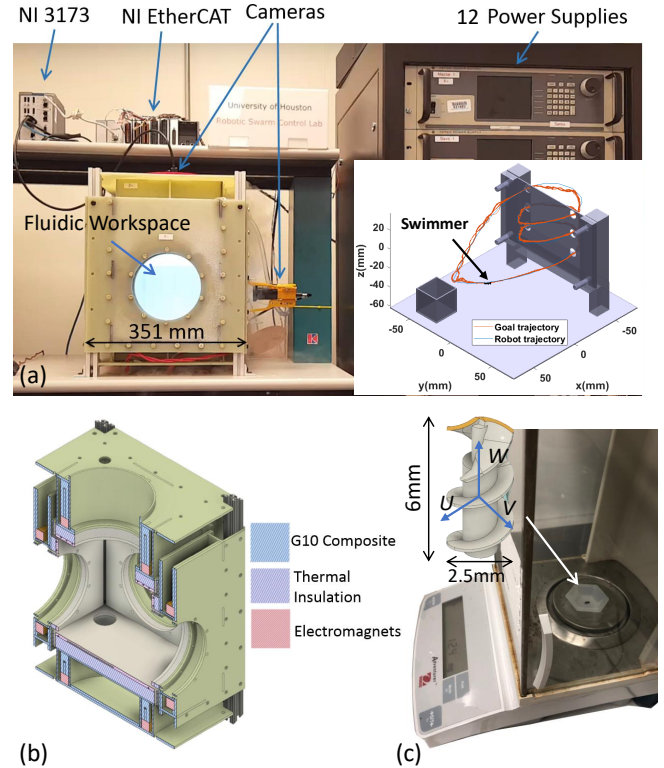 NI 3173
NI EtherCAT
Cameras
12 Power Supplies
University of Houston
Robotic Swarm Control Lab
Fluidic Workspace
351 mm
(a)
Swimmer
z(mm)
20
0
-20
-40
-60
-50
0
50
y(mm)
50
0
-50
x(mm)
Goal trajectory
Robot trajectory
G10 Composite
Thermal
Insulation
Electromagnets
(b)
6mm
W
U
V
2.5mm
(c)